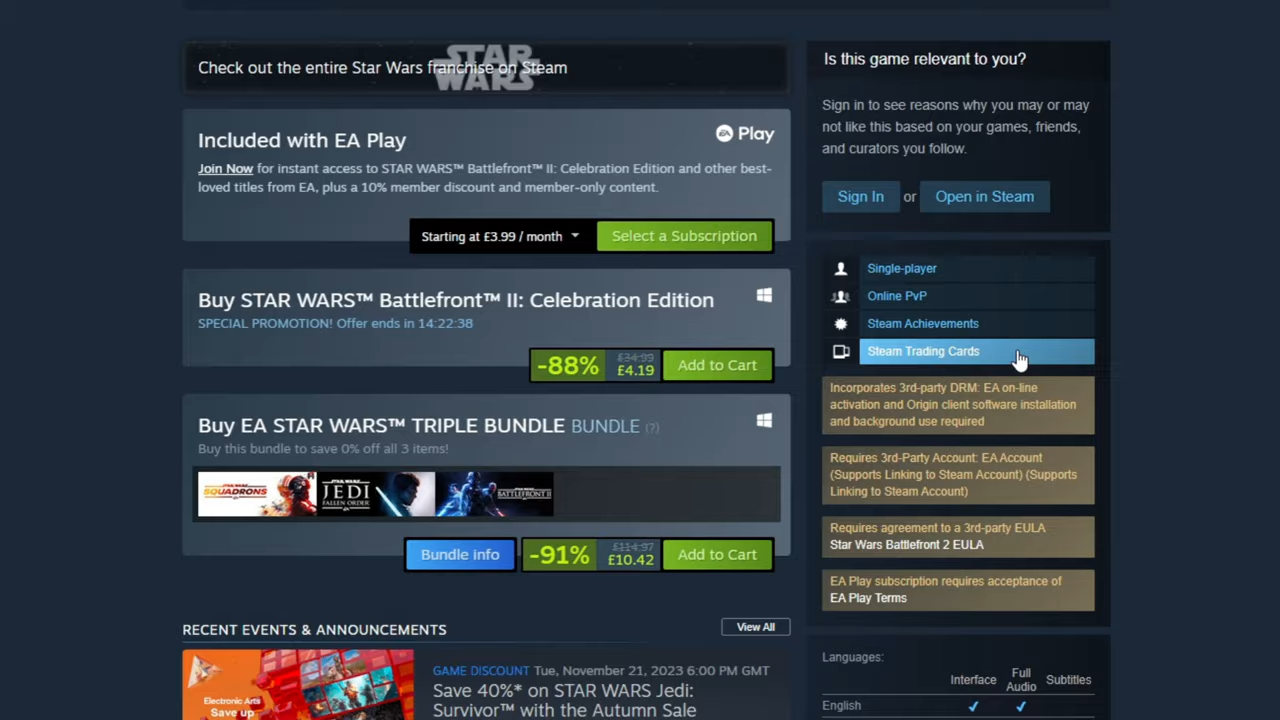 Check out the entire Star Wars franchise on Steam
STAR
WARS
Included with EA Play
EA Play
Join Now for instant access to STAR WARS™ Battlefront™ II: Celebration Edition and other best-
loved titles from EA, plus a 10% member discount and member-only content.
Starting at £3.99 / month
Select a Subscription
Buy STAR WARS™ Battlefront™ II: Celebration Edition
SPECIAL PROMOTION! Offer ends in 14:22:38
-88%
£34.99
£4.19
Add to Cart
Buy EA STAR WARS™ TRIPLE BUNDLE BUNDLE (?)
Buy this bundle to save 0% off all 3 items!
STAR WARS
SQUADRONS
STAR WARS
JEDI
FALLEN ORDER
STAR WARS
BATTLEFRONT II
Bundle info
-91%
£114.97
£10.42
Add to Cart
RECENT EVENTS & ANNOUNCEMENTS
View All
Electronic Arts
Save up
GAME DISCOUNT Tue, November 21, 2023 6:00 PM GMT
Save 40%* on STAR WARS Jedi:
Survivor™ with the Autumn Sale
Is this game relevant to you?
Sign in to see reasons why you may or may
not like this based on your games, friends,
and curators you follow.
Sign In or Open in Steam
Single-player
Online PvP
Steam Achievements
Steam Trading Cards
Incorporates 3rd-party DRM: EA on-line
activation and Origin client software installation
and background use required
Requires 3rd-Party Account: EA Account
(Supports Linking to Steam Account) (Supports
Linking to Steam Account)
Requires agreement to a 3rd-party EULA
Star Wars Battlefront 2 EULA
EA Play subscription requires acceptance of
EA Play Terms
Languages:
Interface
Full
Audio
Subtitles
English ✔ ✔